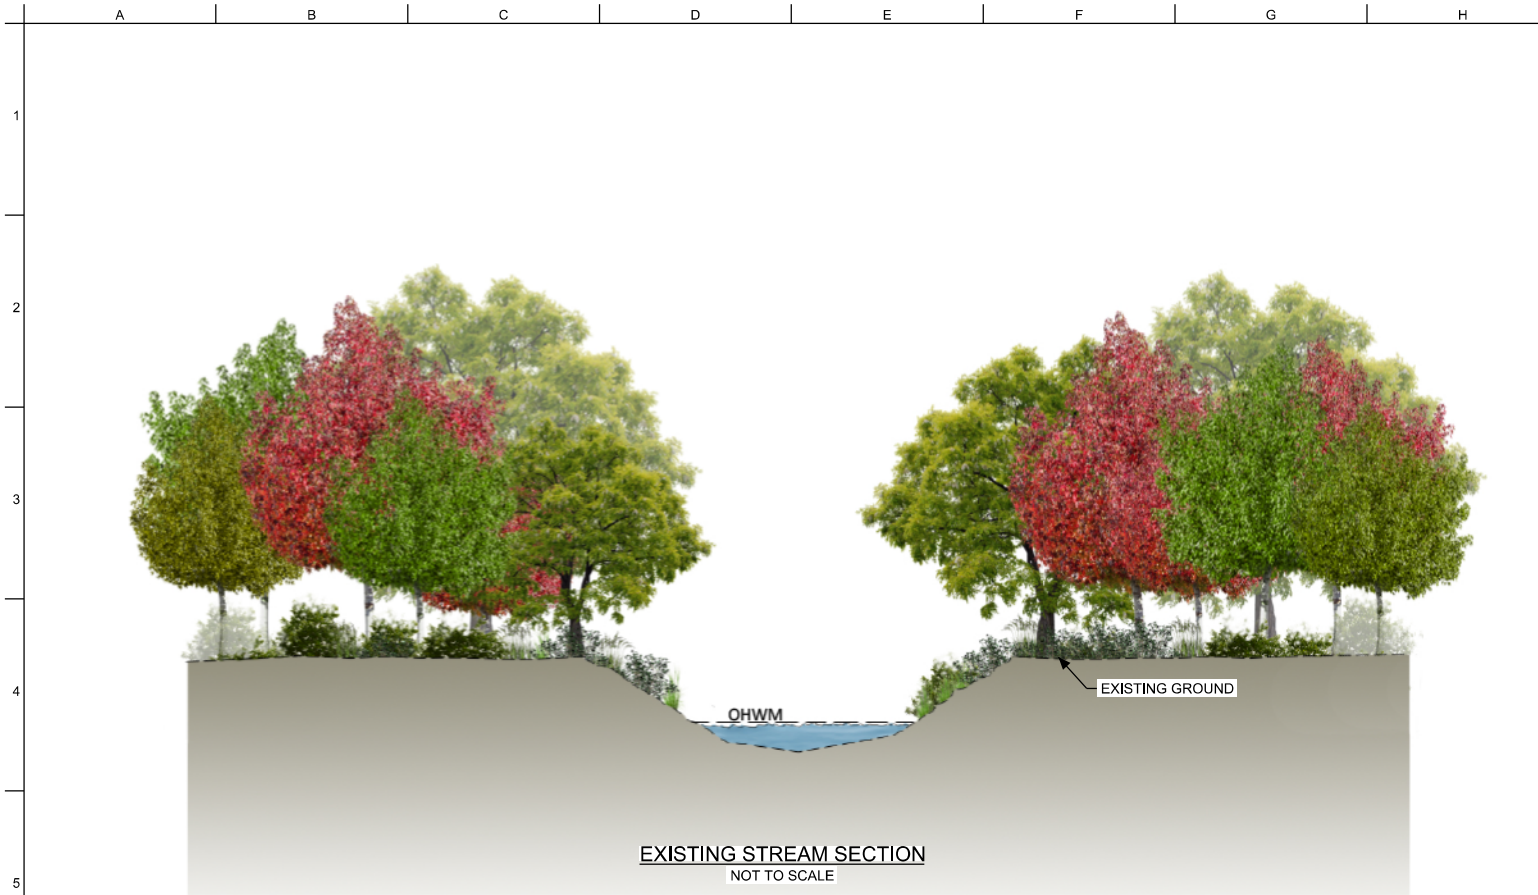 A B C D E F G H
1
2
3
4
EXISTING GROUND
OHWM
EXISTING STREAM SECTION
NOT TO SCALE
5